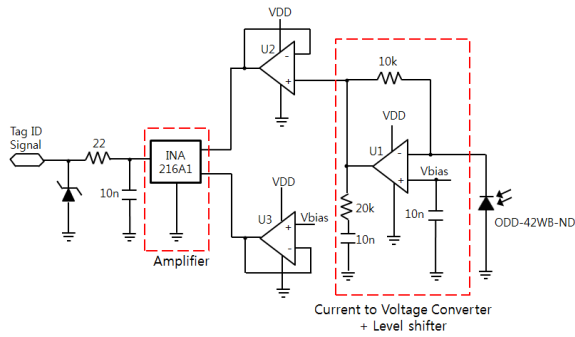 VDD
U2
-
+
10k
VDD
U1
-
+
Vbias
10n
20k
10n
ODD-42WB-ND
Tag ID
Signal
22
10n
INA
216A1
Amplifier
VDD
U3
Vbias
+
-
Current to Voltage Converter
+ Level shifter